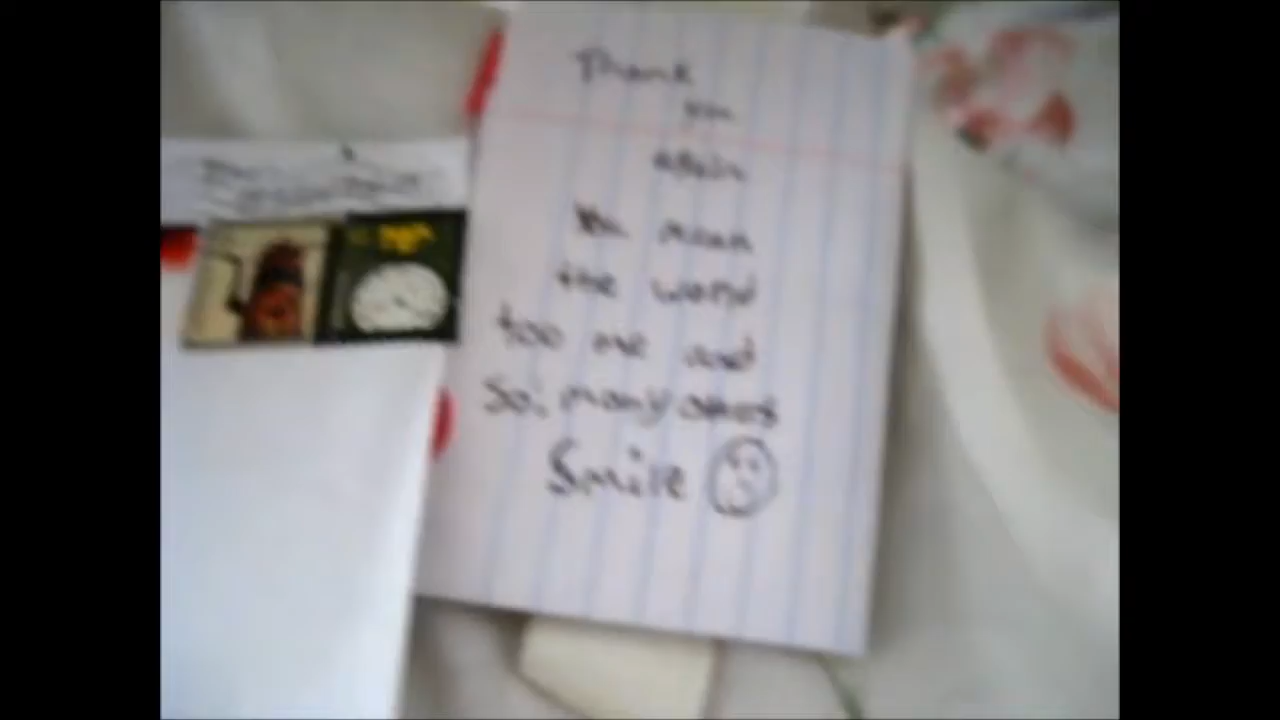 Thank
you
again
You mean
the world
too me and
So, many others
Smile